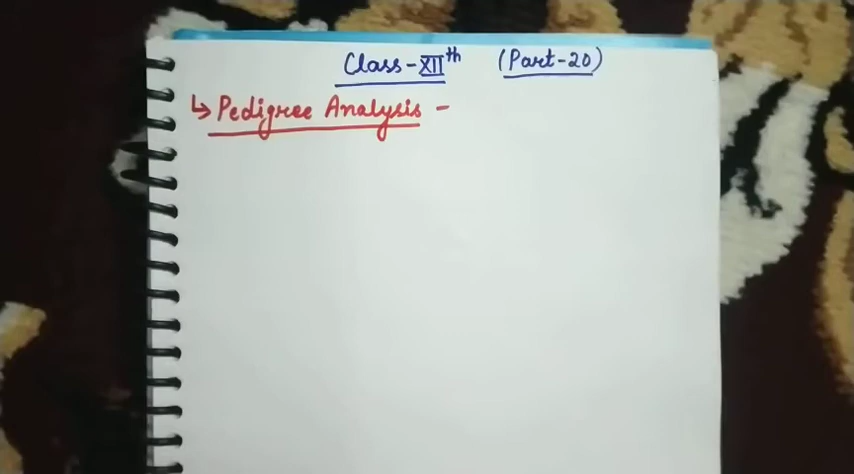 Class-XIIth (Part-20)
↳ Pedigree Analysis -